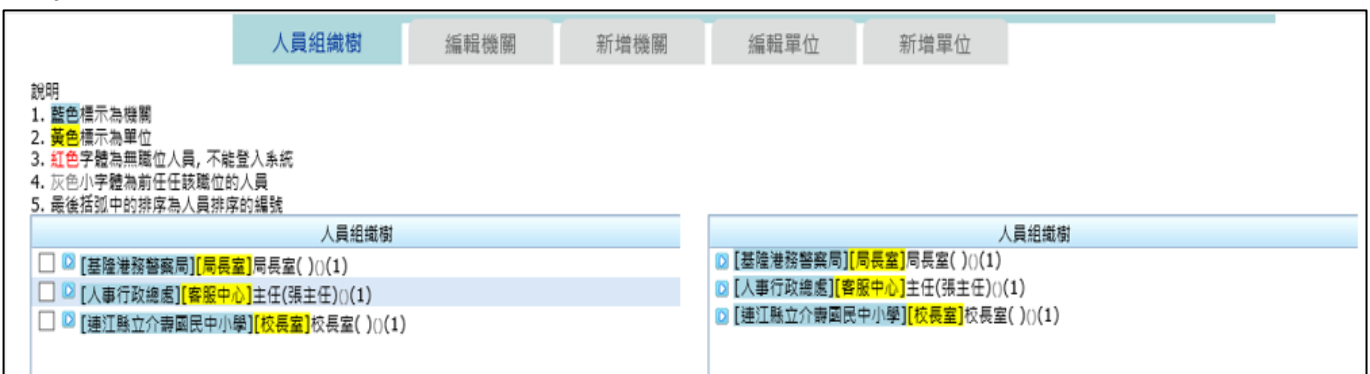 人員組織樹 編輯機關 新增機關 編輯單位 新增單位
說明
1. 藍色標示為機關
2. 黃色標示為單位
3. 紅色字體為無職位人員, 不能登入系統
4. 灰色小字體為前任任該職位的人員
5. 最後括弧中的排序為人員排序的編號
人員組織樹
[基隆港務警察局][局長室]局長室( )()(1)
[人事行政總處][客服中心]主任(張主任)()(1)
[連江縣立介壽國民中小學][校長室]校長室( )()(1)
人員組織樹
[基隆港務警察局][局長室]局長室( )()(1)
[人事行政總處][客服中心]主任(張主任)()(1)
[連江縣立介壽國民中小學][校長室]校長室( )()(1)